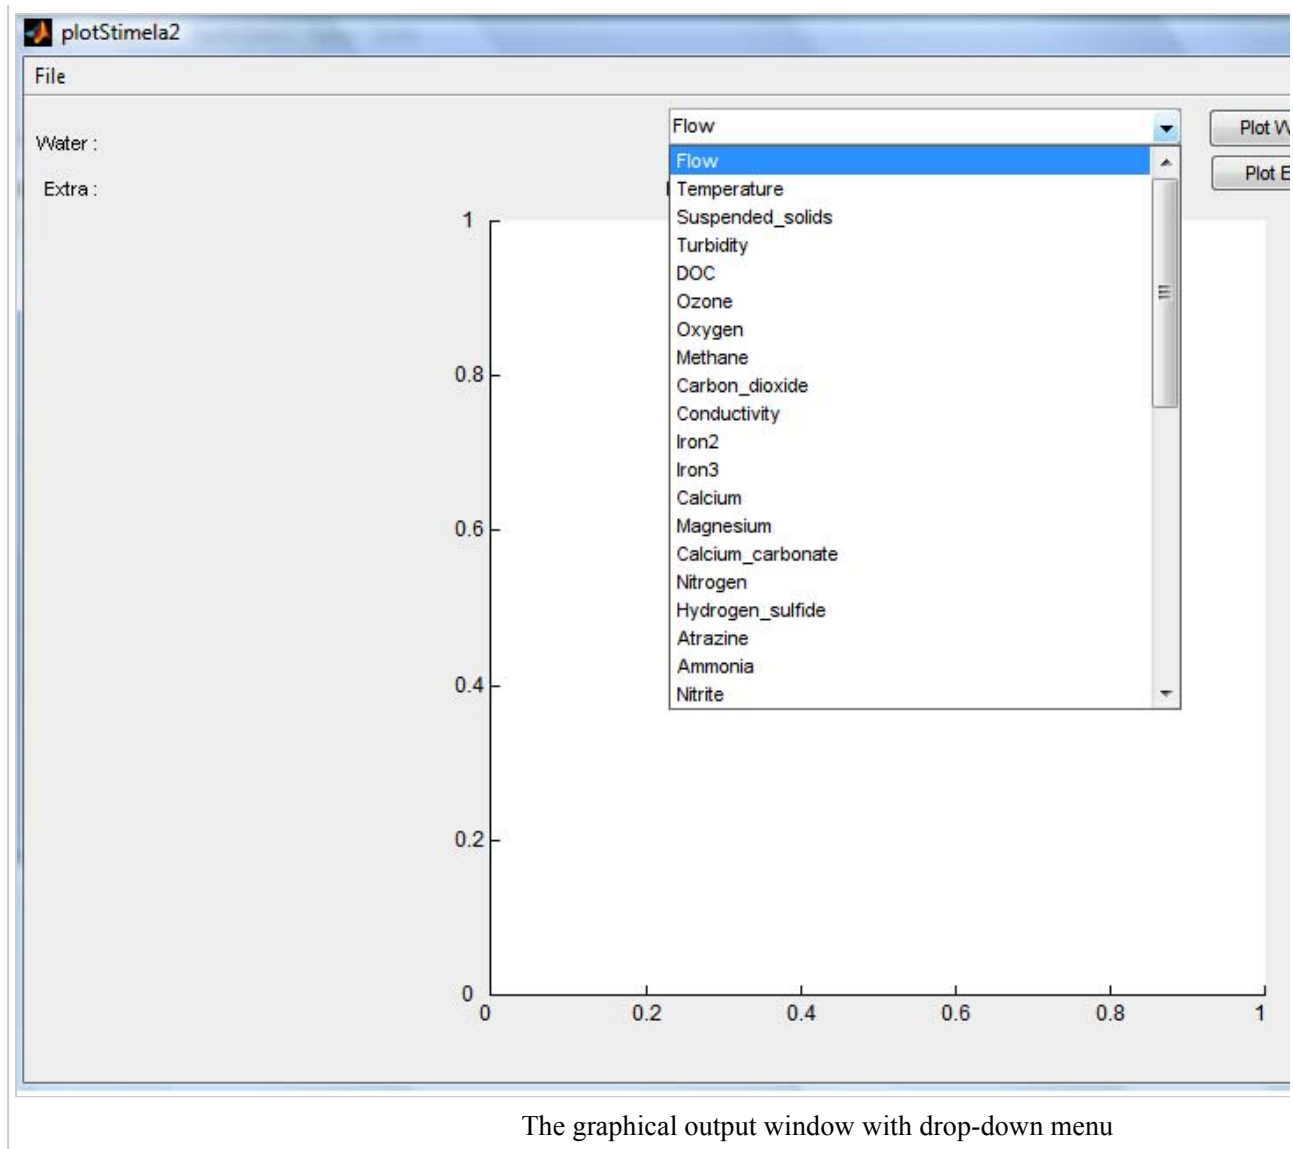 plotStimela2
File
Water :
Flow
Plot
Extra :
Plot
Flow
Temperature
Suspended_solids
Turbidity
DOC
Ozone
Oxygen
Methane
Carbon_dioxide
Conductivity
Iron2
Iron3
Calcium
Magnesium
Calcium_carbonate
Nitrogen
Hydrogen_sulfide
Atrazine
Ammonia
Nitrite
1
0.8
0.6
0.4
0.2
0
0 0.2 0.4 0.6 0.8 1
The graphical output window with drop-down menu